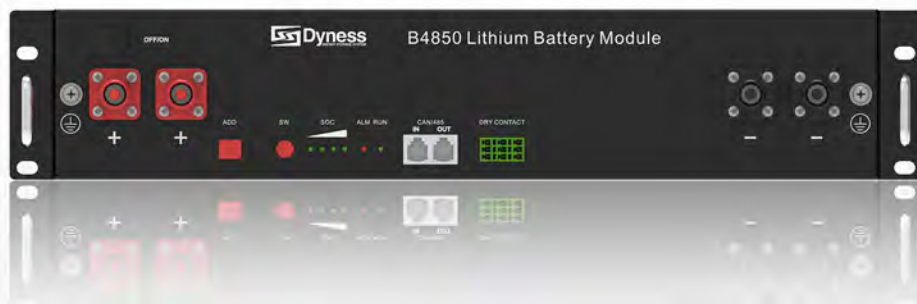 OFF/ON
Dyness
B4850 Lithium Battery Module
ADD
SW
SOC
ALM RUN
CAN/485
IN OUT
DRY CONTACT
+
+
−
−